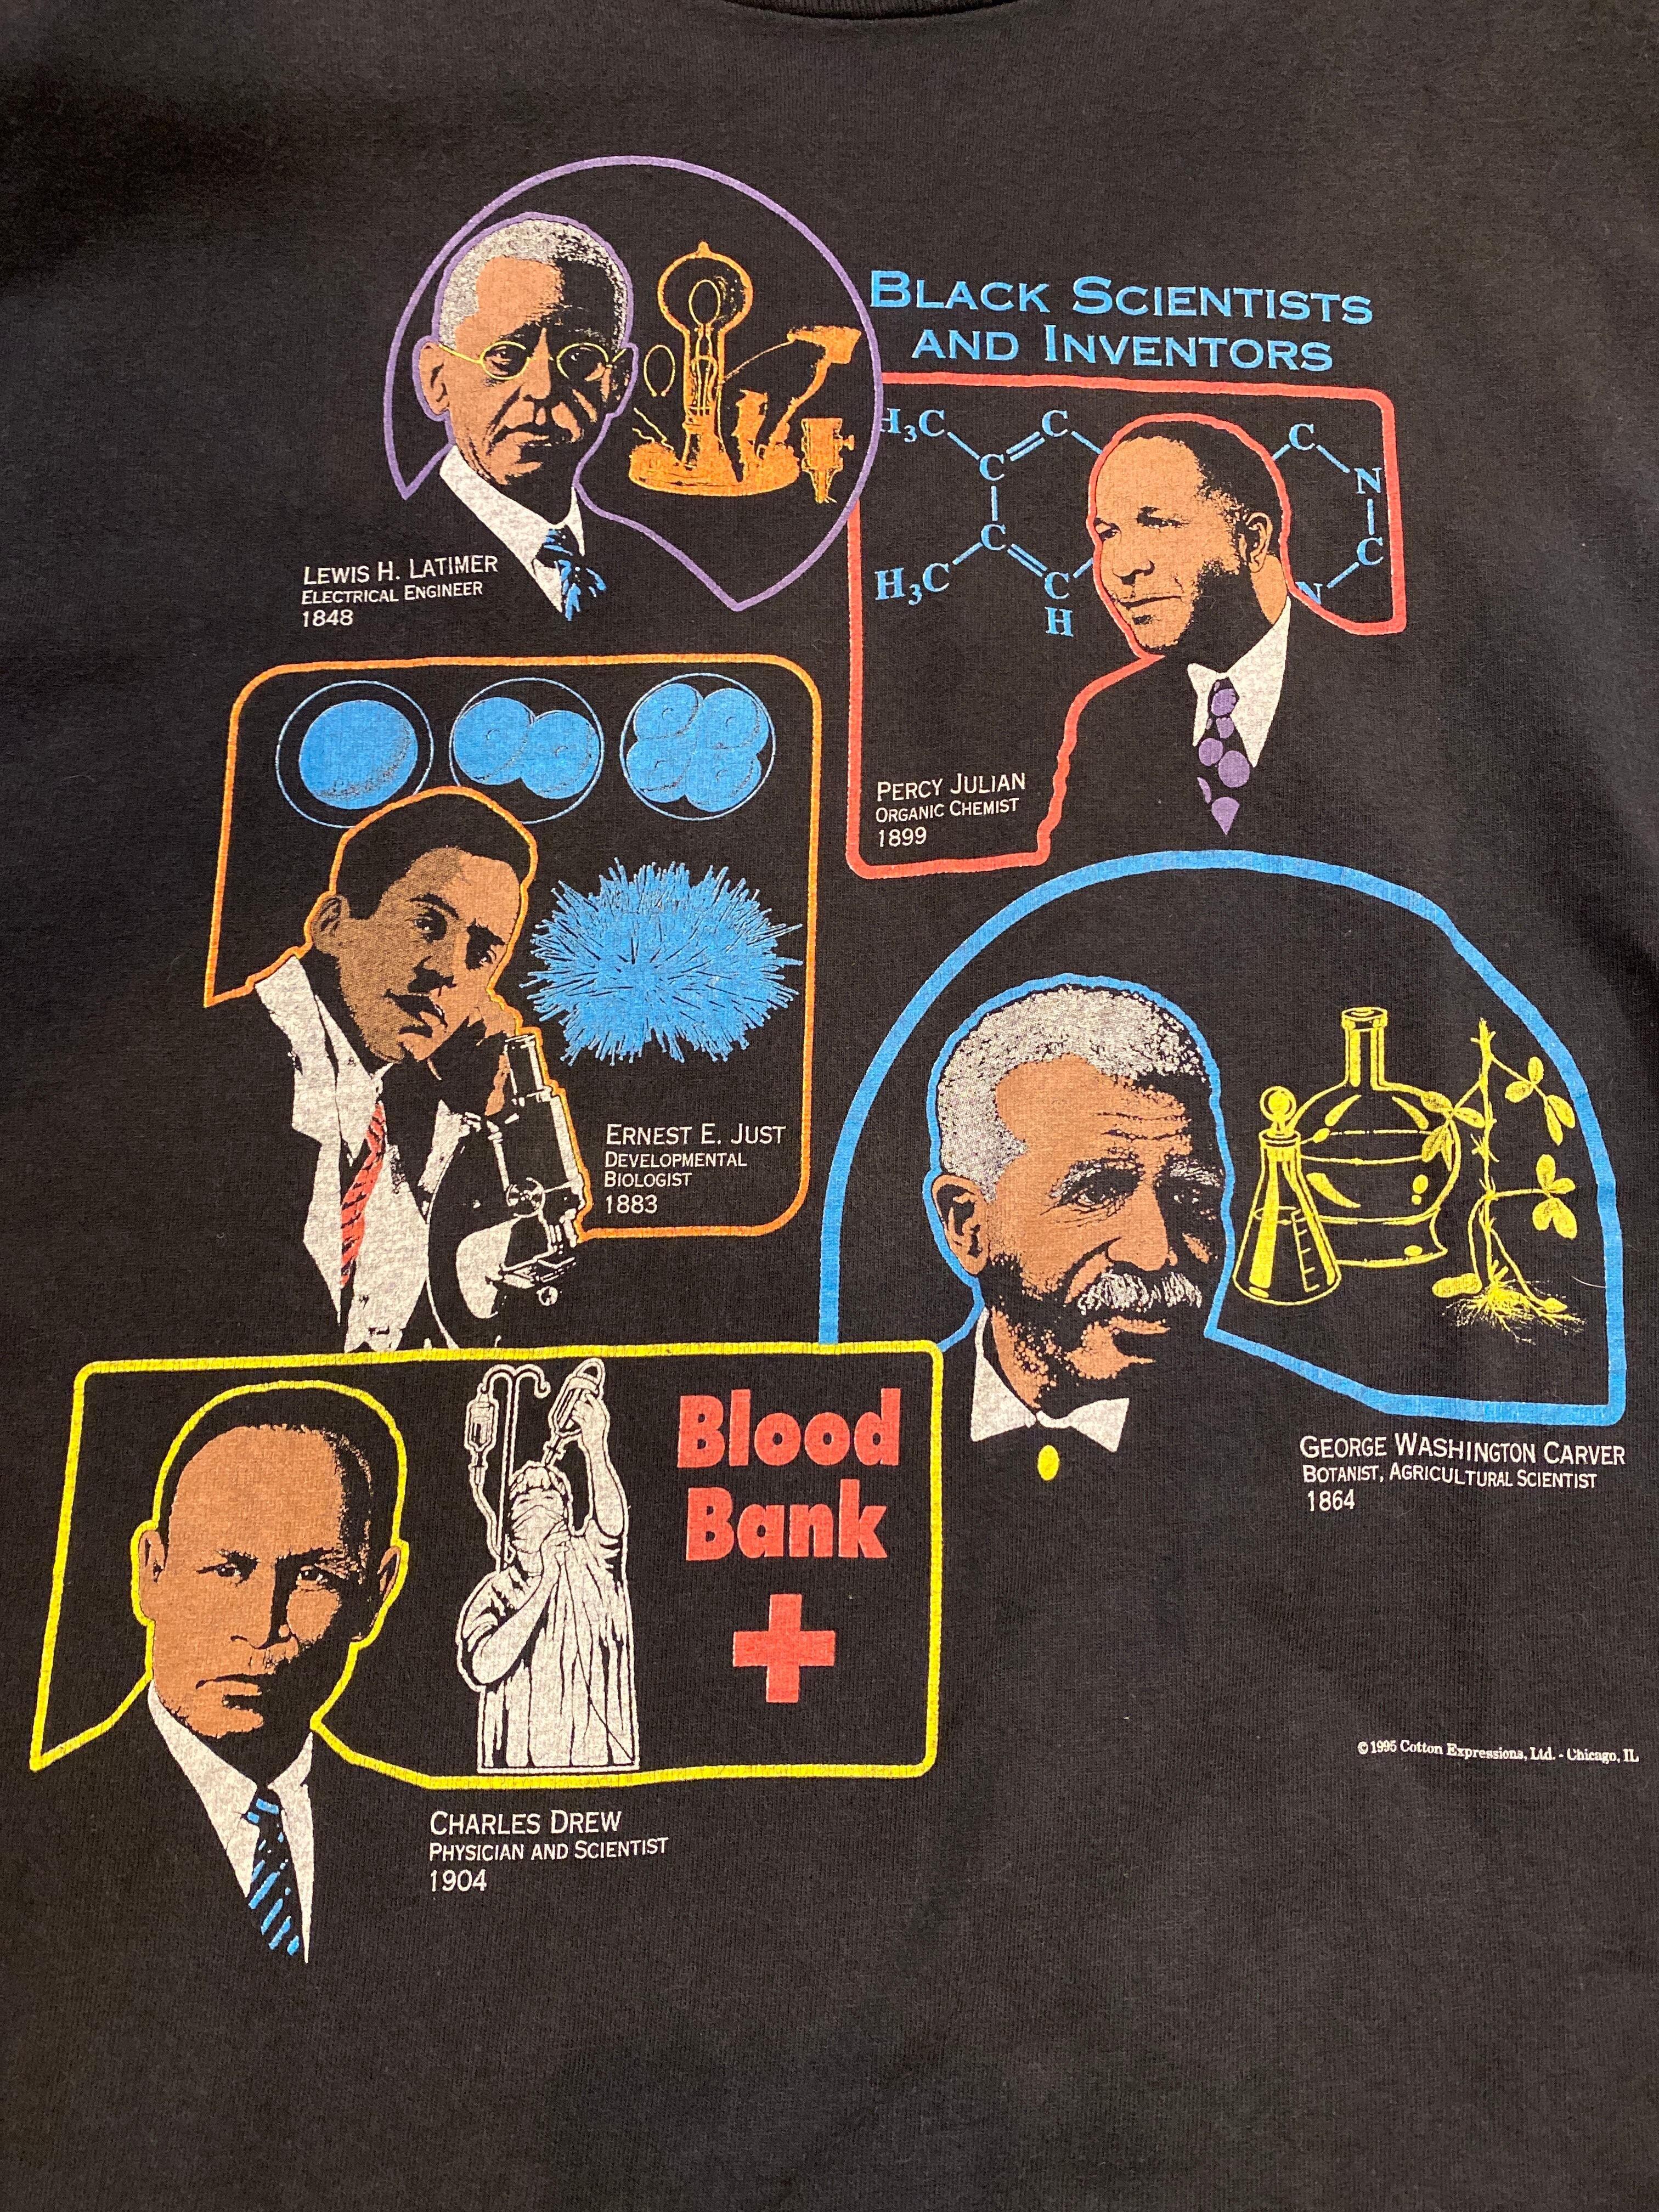 BLACK SCIENTISTS
AND INVENTORS
LEWIS H. LATIMER
ELECTRICAL ENGINEER
1848
H₃C
C
C
C
H₃C
C
H
C
N
C
N
PERCY JULIAN
ORGANIC CHEMIST
1899
ERNEST E. JUST
DEVELOPMENTAL
BIOLOGIST
1883
GEORGE WASHINGTON CARVER
BOTANIST, AGRICULTURAL SCIENTIST
1864
Blood
Bank
CHARLES DREW
PHYSICIAN AND SCIENTIST
1904
© 1995 Cotton Expressions, Ltd. - Chicago, IL